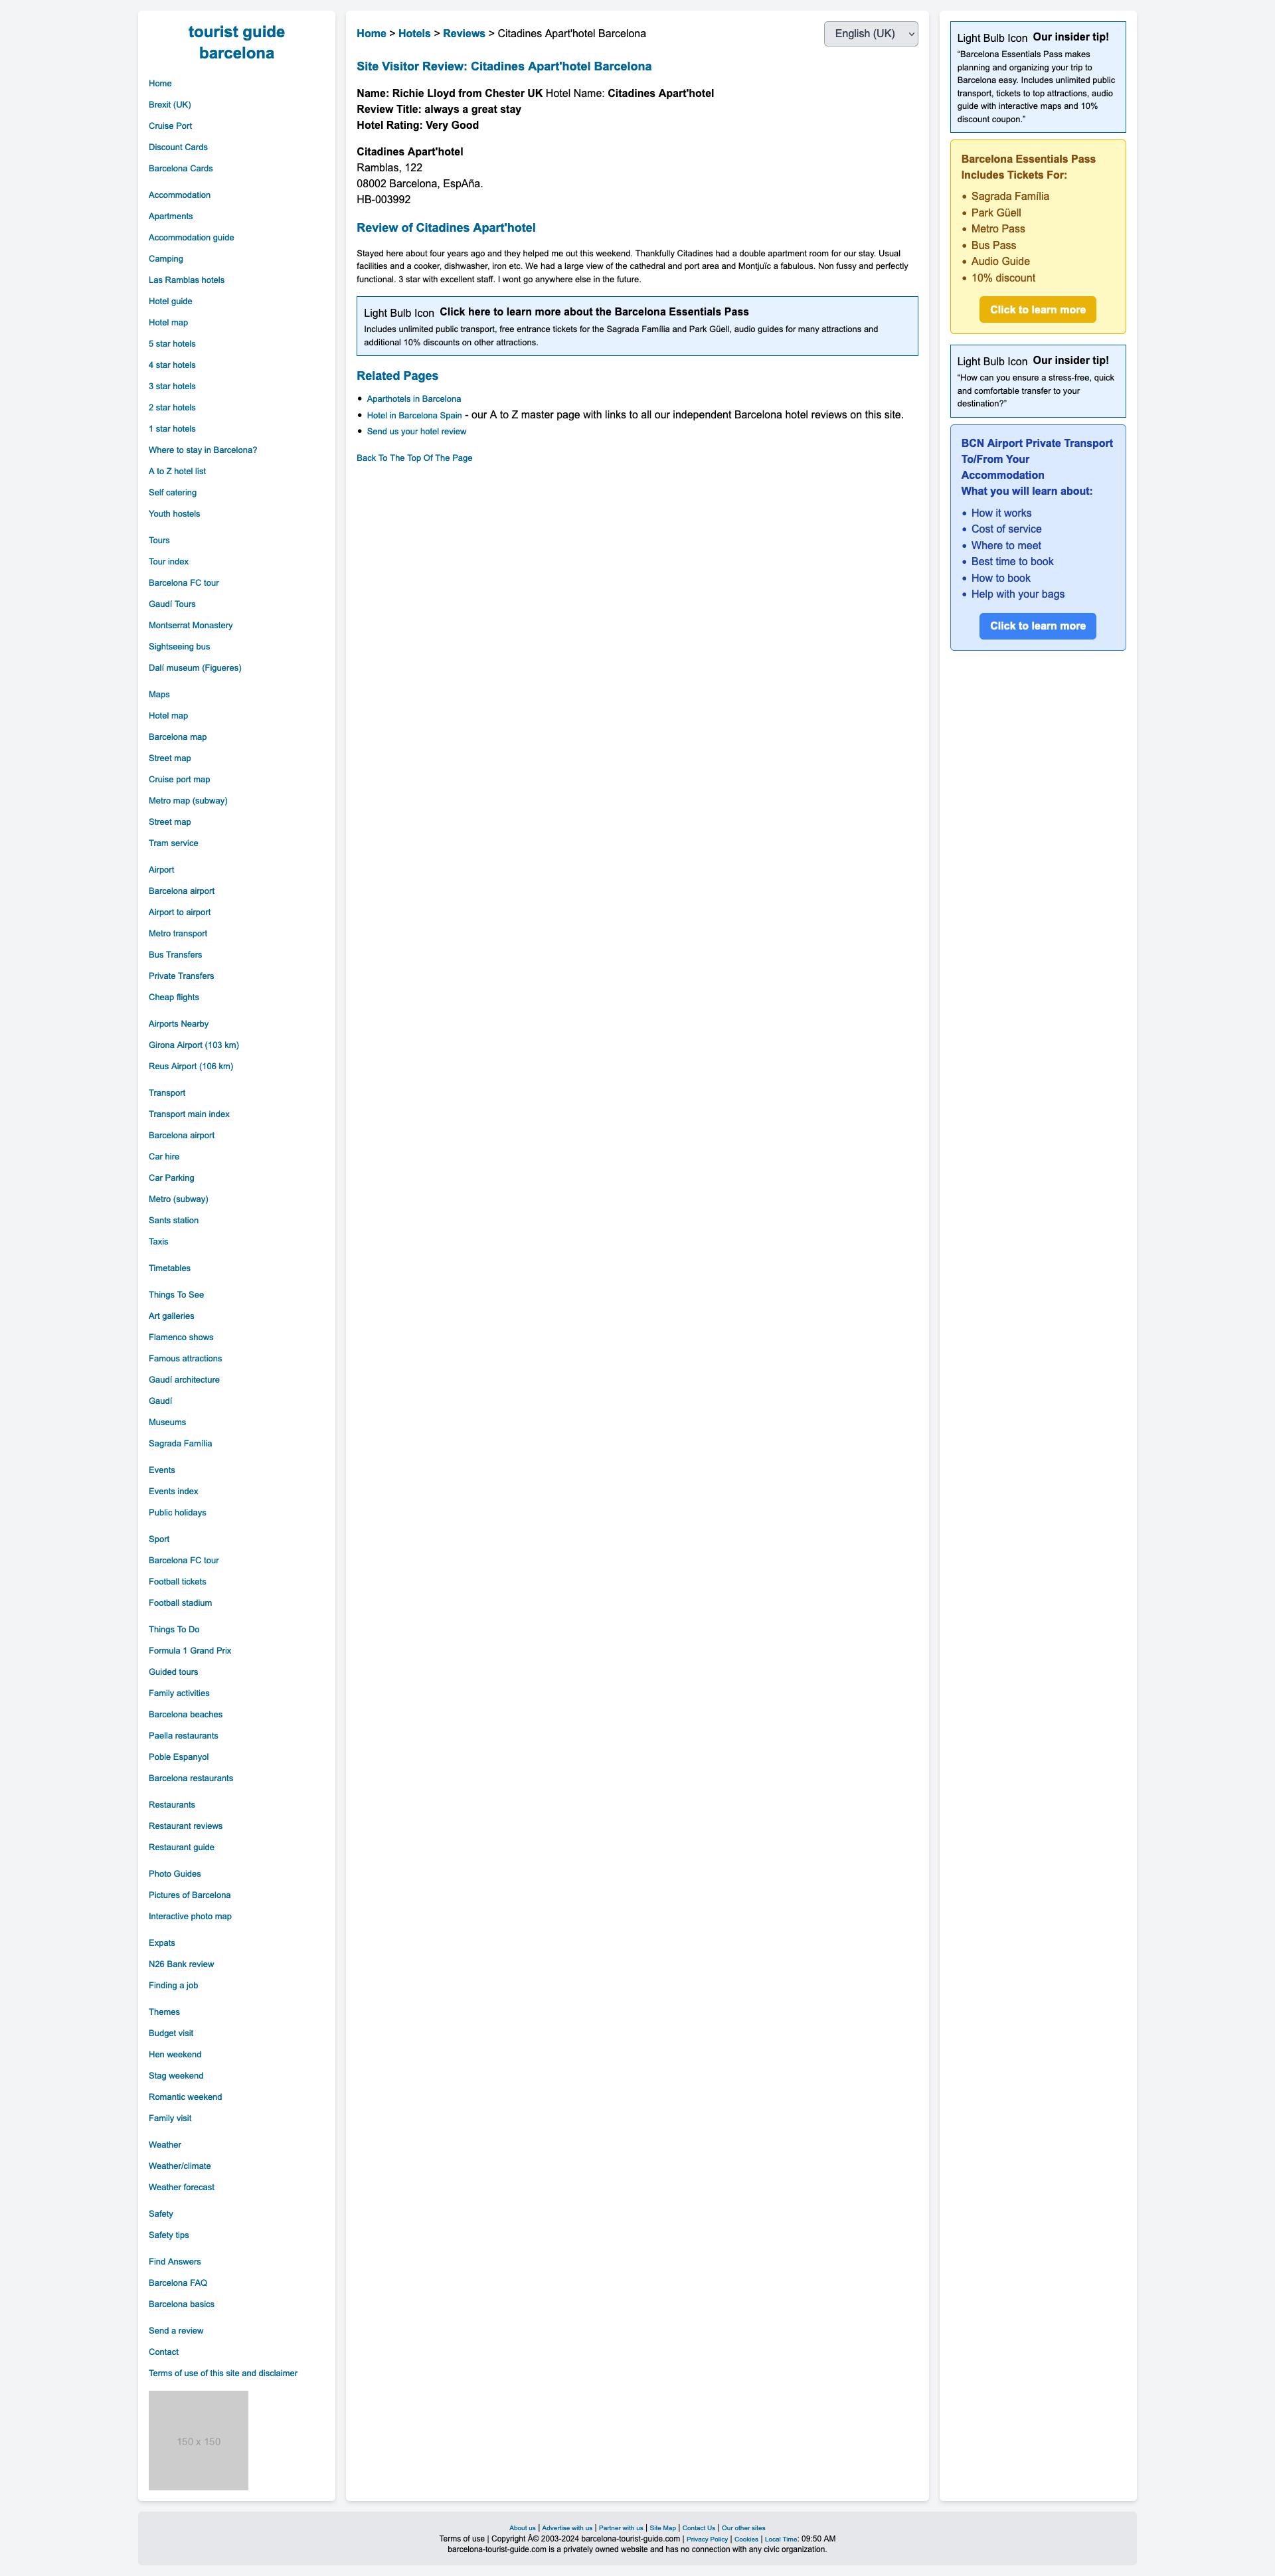 tourist guide
barcelona
Home
Brexit (UK)
Cruise Port
Discount Cards
Barcelona Cards
Accommodation
Apartments
Accommodation guide
Camping
Las Ramblas hotels
Hotel guide
Hotel map
5 star hotels
4 star hotels
3 star hotels
2 star hotels
1 star hotels
Where to stay in Barcelona?
A to Z hotel list
Self catering
Youth hostels
Tours
Tour index
Barcelona FC tour
Gaudí Tours
Montserrat Monastery
Sightseeing bus
Dalí museum (Figueres)
Maps
Hotel map
Barcelona map
Street map
Cruise port map
Metro map (subway)
Street map
Tram service
Airport
Barcelona airport
Airport to airport
Metro transport
Bus Transfers
Private Transfers
Cheap flights
Airports Nearby
Girona Airport (103 km)
Reus Airport (106 km)
Transport
Transport main index
Barcelona airport
Car hire
Car Parking
Metro (subway)
Sants station
Taxis
Timetables
Things To See
Art galleries
Flamenco shows
Famous attractions
Gaudí architecture
Gaudí
Museums
Sagrada Família
Events
Events index
Public holidays
Sport
Barcelona FC tour
Football tickets
Football stadium
Things To Do
Formula 1 Grand Prix
Guided tours
Family activities
Barcelona beaches
Paella restaurants
Poble Espanyol
Barcelona restaurants
Restaurants
Restaurant reviews
Restaurant guide
Photo Guides
Pictures of Barcelona
Interactive photo map
Expats
N26 Bank review
Finding a job
Themes
Budget visit
Hen weekend
Stag weekend
Romantic weekend
Family visit
Weather
Weather/climate
Weather forecast
Safety
Safety tips
Find Answers
Barcelona FAQ
Barcelona basics
Send a review
Contact
Terms of use of this site and disclaimer
150 x 150
Home > Hotels > Reviews > Citadines Apart'hotel Barcelona
English (UK)
Site Visitor Review: Citadines Apart'hotel Barcelona
Name: Richie Lloyd from Chester UK Hotel Name: Citadines Apart'hotel
Review Title: always a great stay
Hotel Rating: Very Good
Citadines Apart'hotel
Ramblas, 122
08002 Barcelona, EspAña.
HB-003992
Review of Citadines Apart'hotel
Stayed here about four years ago and they helped me out this weekend. Thankfully Citadines had a double apartment room for our stay. Usual
facilities and a cooker, dishwasher, iron etc. We had a large view of the cathedral and port area and Montjuïc a fabulous. Non fussy and perfectly
functional. 3 star with excellent staff. I wont go anywhere else in the future.
Light Bulb Icon Click here to learn more about the Barcelona Essentials Pass
Includes unlimited public transport, free entrance tickets for the Sagrada Família and Park Güell, audio guides for many attractions and
additional 10% discounts on other attractions.
Related Pages
• Aparthotels in Barcelona
• Hotel in Barcelona Spain - our A to Z master page with links to all our independent Barcelona hotel reviews on this site.
• Send us your hotel review
Back To The Top Of The Page
Light Bulb Icon Our insider tip!
“Barcelona Essentials Pass makes
planning and organizing your trip to
Barcelona easy. Includes unlimited public
transport, tickets to top attractions, audio
guide with interactive maps and 10%
discount coupon.”
Barcelona Essentials Pass
Includes Tickets For:
• Sagrada Família
• Park Güell
• Metro Pass
• Bus Pass
• Audio Guide
• 10% discount
Click to learn more
Light Bulb Icon Our insider tip!
“How can you ensure a stress-free, quick
and comfortable transfer to your
destination?”
BCN Airport Private Transport
To/From Your
Accommodation
What you will learn about:
• How it works
• Cost of service
• Where to meet
• Best time to book
• How to book
• Help with your bags
Click to learn more
About us | Advertise with us | Partner with us | Site Map | Contact Us | Our other sites
Terms of use | Copyright Â© 2003-2024 barcelona-tourist-guide.com | Privacy Policy | Cookies | Local Time: 09:50 AM
barcelona-tourist-guide.com is a privately owned website and has no connection with any civic organization.